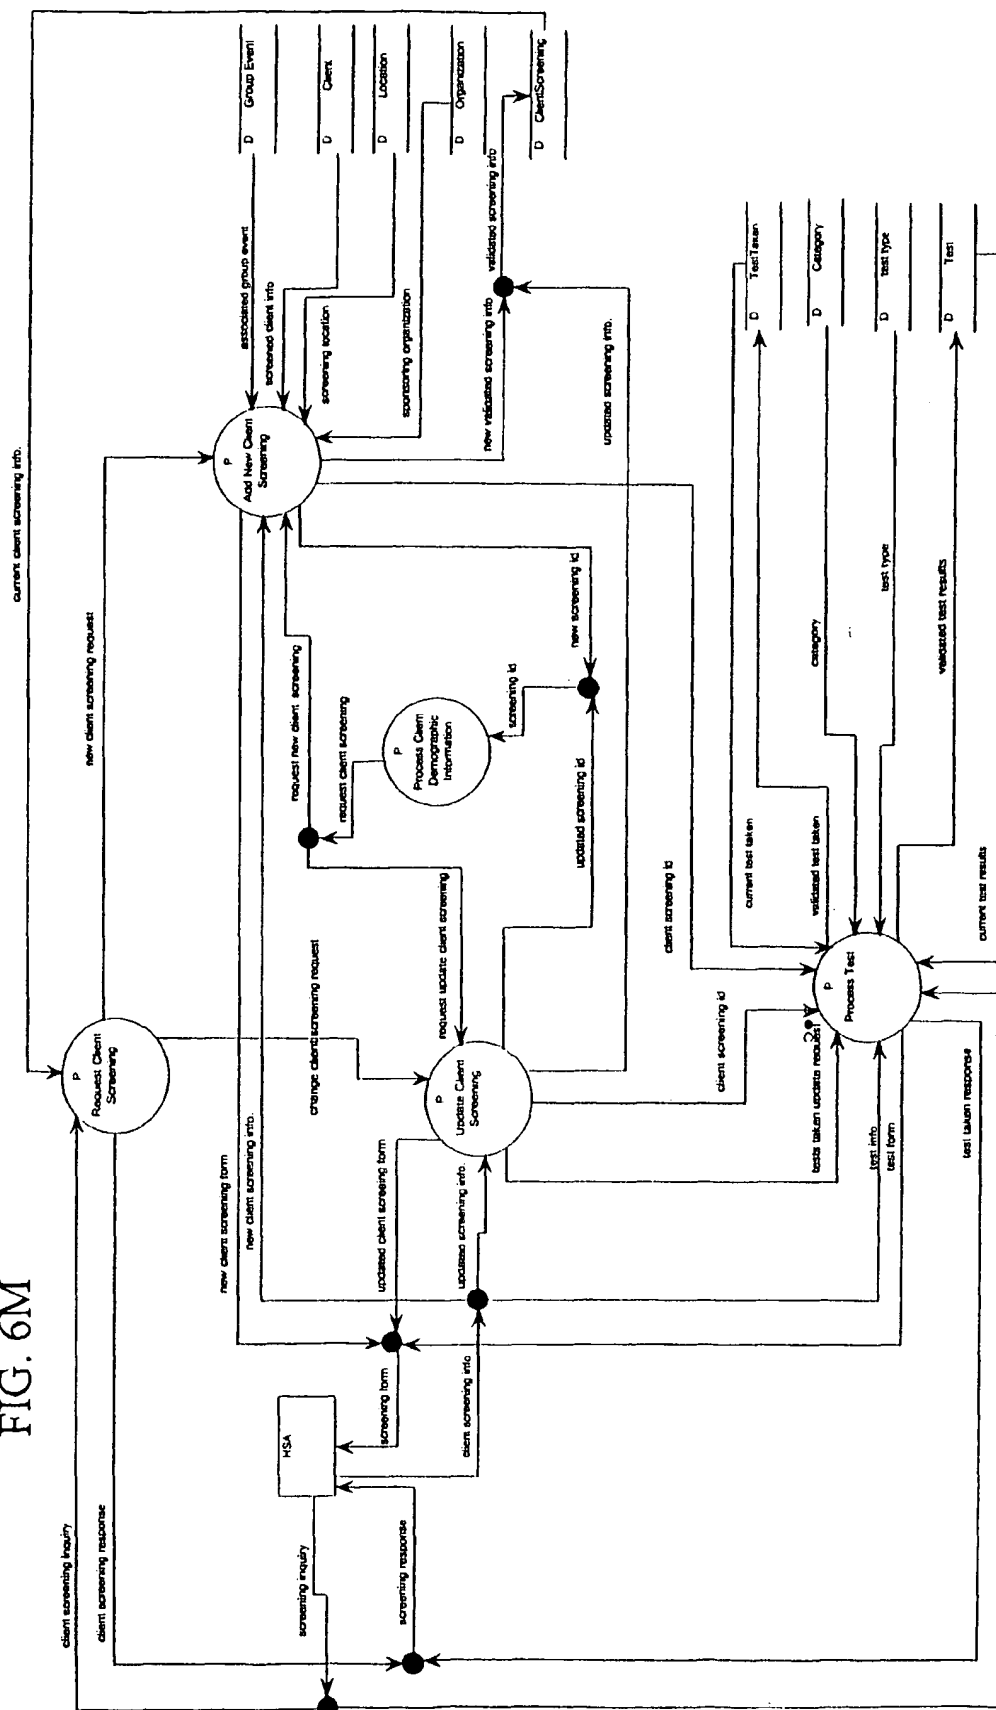 FIG. 6M
current client screening info.
new client screening request
client screening inquiry
client screening response
P
Request Client
Screening
P
Add New Client
Screening
D Group Event
D Client
D Location
D Organization
D ClientScreening
associated group event
screened client info
screening location
sponsoring organization
new validated screening info
validated screening info
updated screening info.
request new client screening
request client screening
P
Process Client
Demographic
Information
screening id
new screening id
updated screening id
request update client screening
change client screening request
P
Update Client
Screening
new client screening form
new client screening info.
updated client screeing form
updated screening info.
screening form
client screening info
HSA
screening inquiry
screening response
client screening id
client screening id
tests taken update request
test info
test form
P
Process Test
current test taken
validated test taken
category
test type
validated test results
current test results
test taken response
D TestTaken
D Category
D test type
D Test